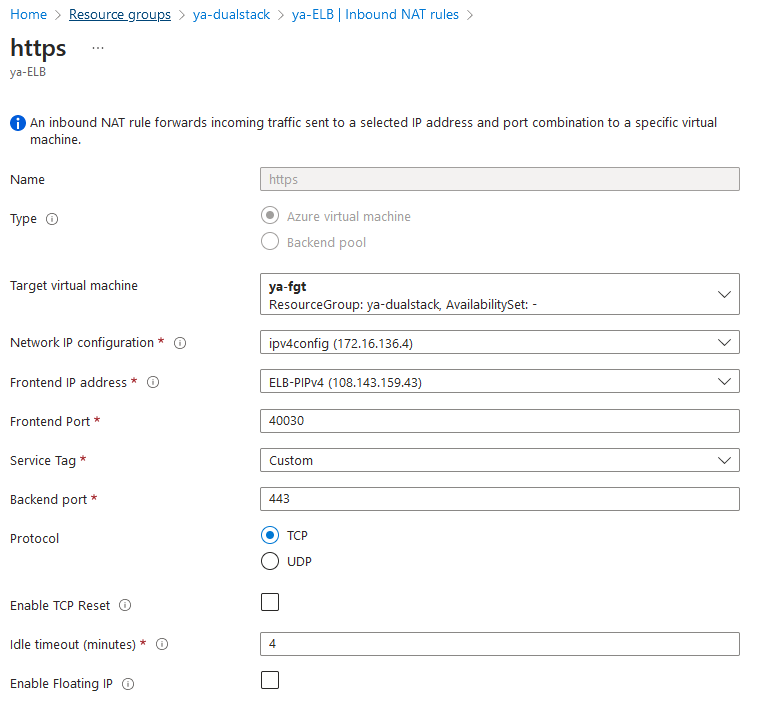 Home > Resource groups > ya-dualstack > ya-ELB | Inbound NAT rules >
https ...
ya-ELB
An inbound NAT rule forwards incoming traffic sent to a selected IP address and port combination to a specific virtual
machine.
Name
https
Type
Azure virtual machine
Backend pool
Target virtual machine
ya-fgt
ResourceGroup: ya-dualstack, AvailabilitySet: -
Network IP configuration *
ipv4config (172.16.136.4)
Frontend IP address *
ELB-PIPv4 (108.143.159.43)
Frontend Port *
40030
Service Tag *
Custom
Backend port *
443
Protocol
TCP
UDP
Enable TCP Reset
Idle timeout (minutes) *
4
Enable Floating IP